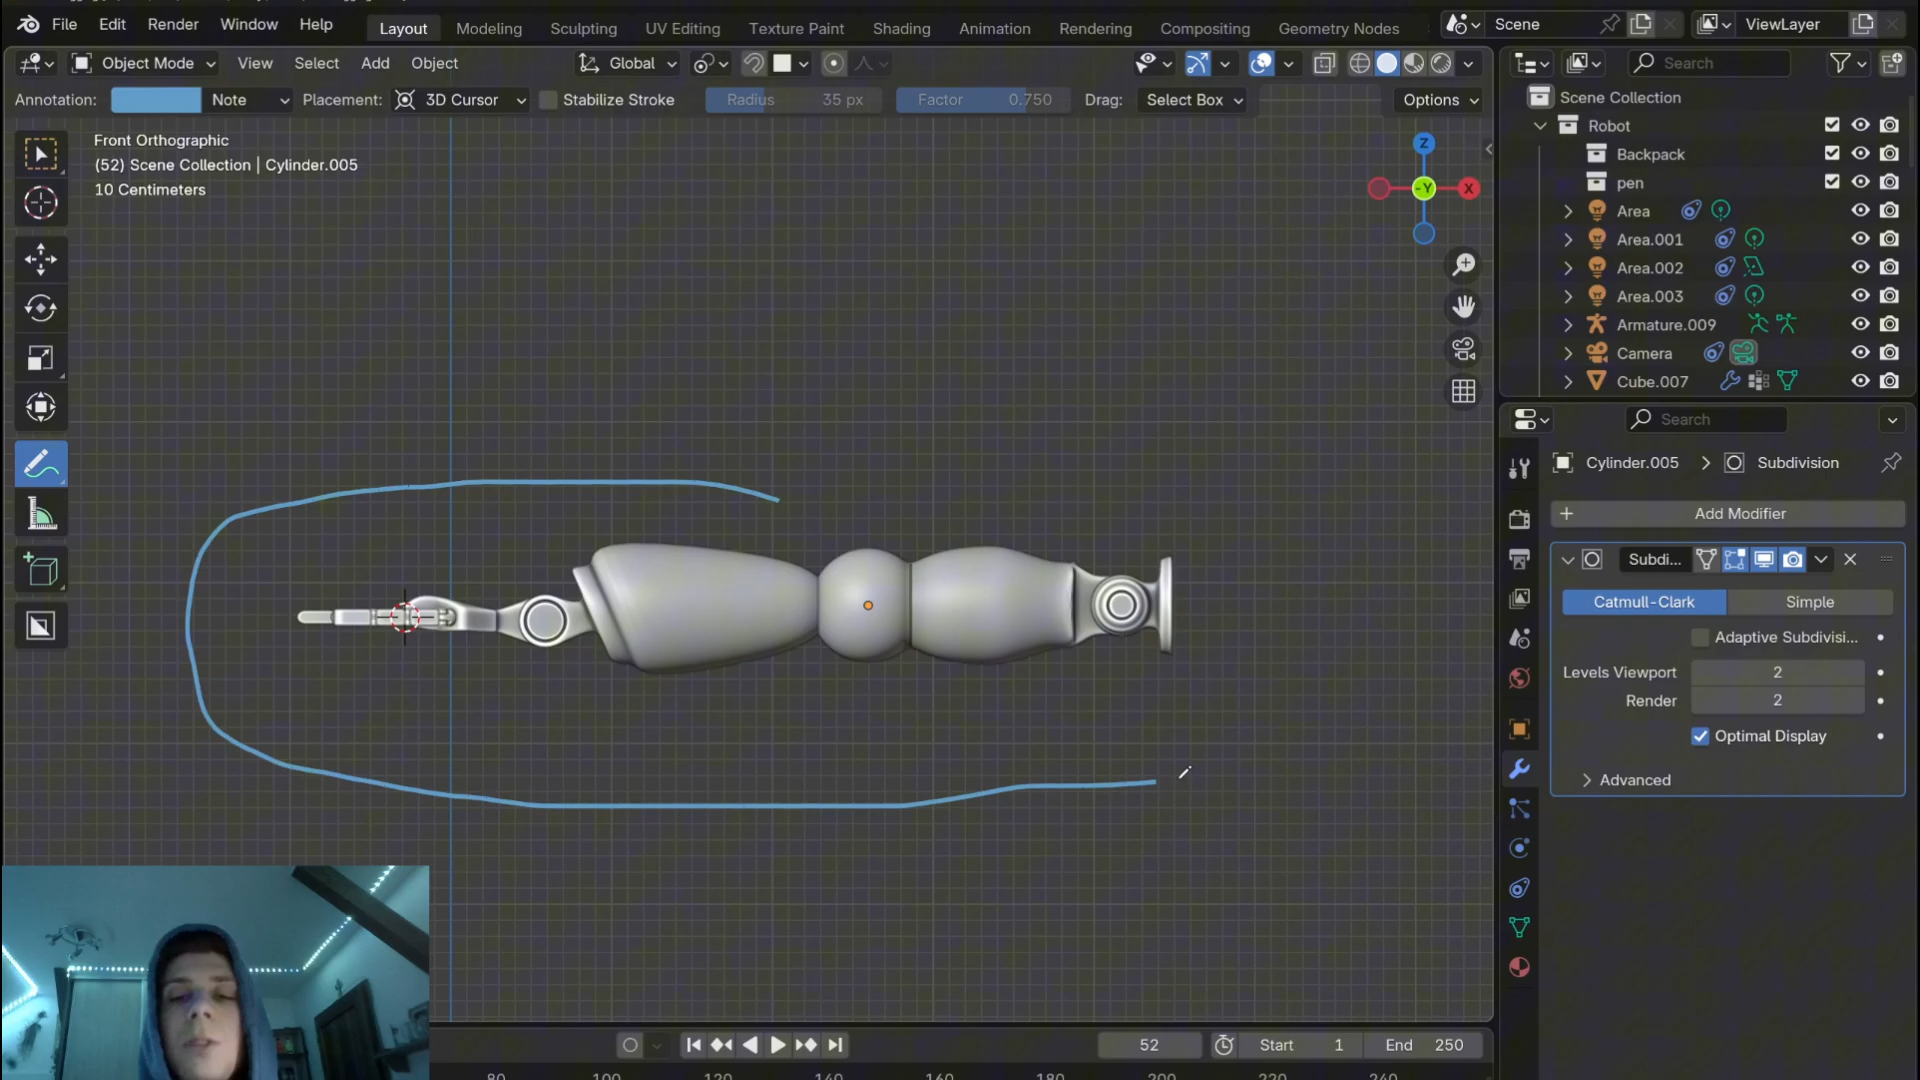 File Edit Render Window Help Layout Modeling Sculpting UV Editing Texture Paint Shading Animation Rendering Compositing Geometry Nodes Scene ViewLayer
Object Mode View Select Add Object Global Search
Annotation: Note Placement: 3D Cursor Stabilize Stroke Radius 35 px Factor 0.750 Drag: Select Box Options
Front Orthographic
(52) Scene Collection | Cylinder.005
10 Centimeters
Z
-Y
X
Scene Collection
Robot
Backpack
pen
Area
Area.001
Area.002
Area.003
Armature.009
Camera
Cube.007
Search
Cylinder.005 Subdivision
Add Modifier
Subdi...
Catmull-Clark Simple
Adaptive Subdivisi...
Levels Viewport 2
Render 2
Optimal Display
Advanced
52 Start 1 End 250
80 100 120 140 160 180 200 220 240